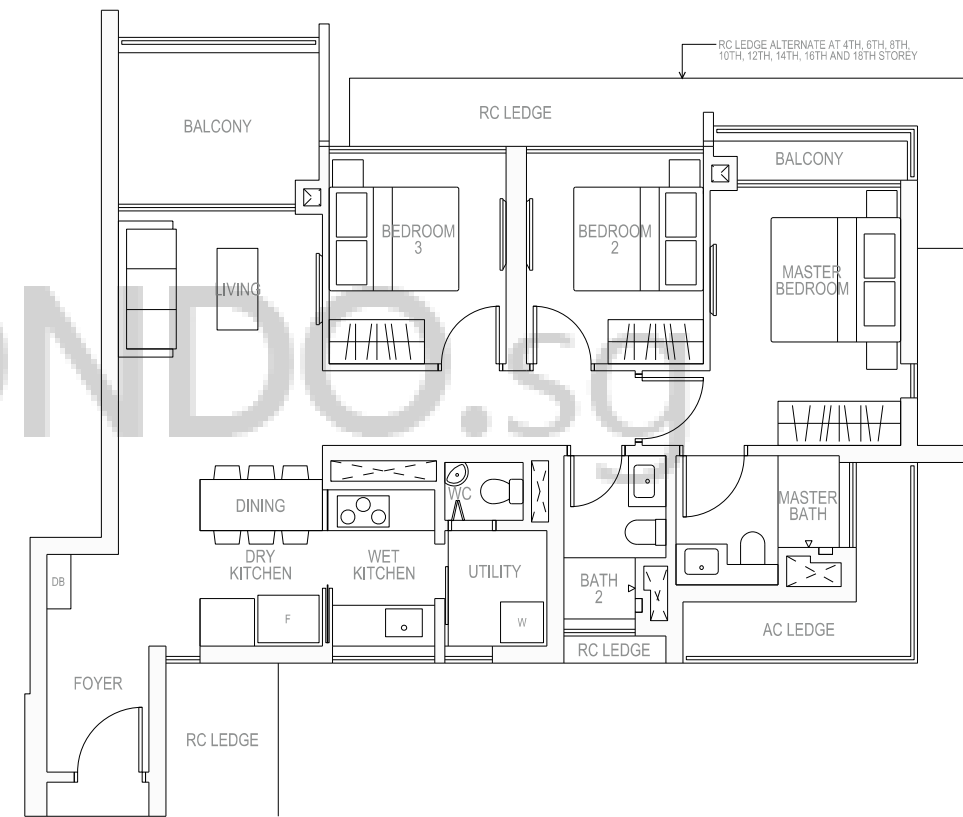 RC LEDGE ALTERNATE AT 4TH, 6TH, 8TH,
10TH, 12TH, 14TH, 16TH AND 18TH STOREY
RC LEDGE
BALCONY
BALCONY
BEDROOM
3
BEDROOM
2
MASTER
BEDROOM
LIVING
ONDO.sg
DINING
WC
MASTER
BATH
DRY
KITCHEN
WET
KITCHEN
UTILITY
DB
BATH
2
F
W
AC LEDGE
RC LEDGE
FOYER
RC LEDGE